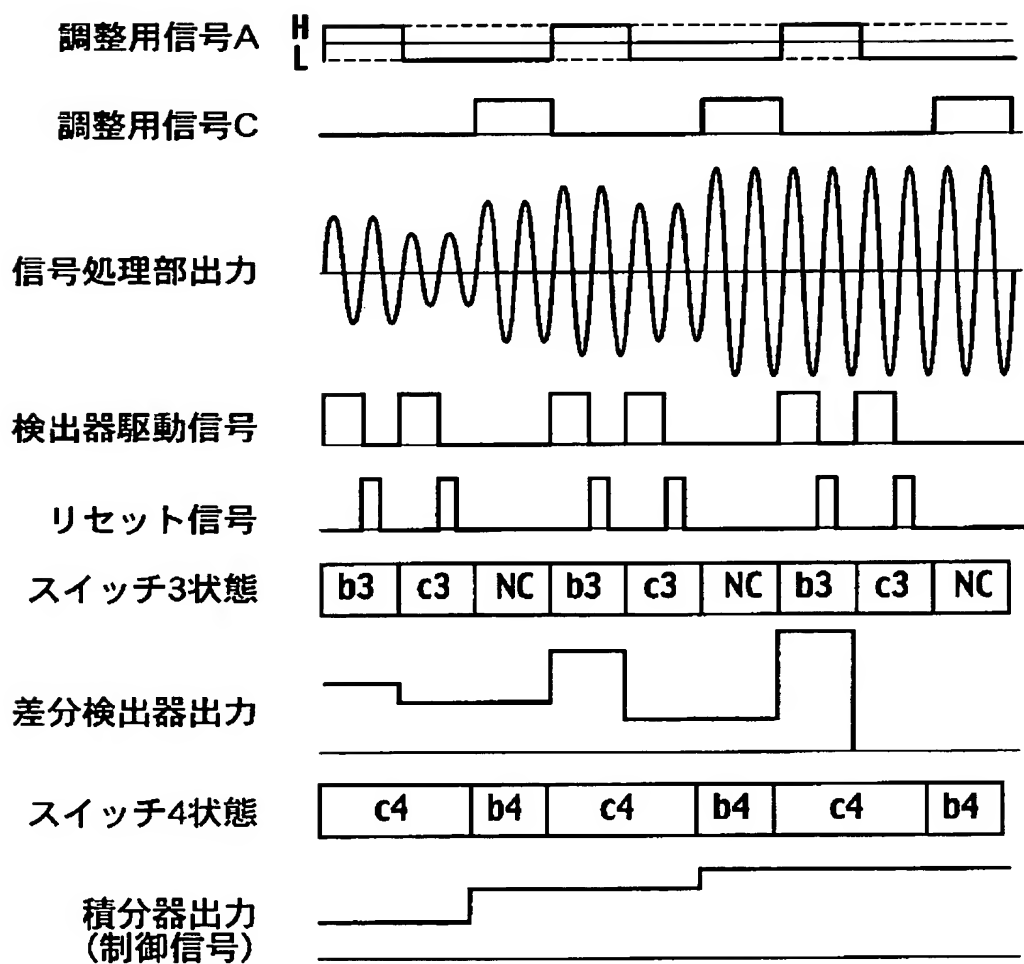 調整用信号A H
L
調整用信号C
信号処理部出力
検出器駆動信号
リセット信号
スイッチ3状態 b3 c3 NC b3 c3 NC b3 c3 NC
差分検出器出力
スイッチ4状態 c4 b4 c4 b4 c4 b4
積分器出力
(制御信号)